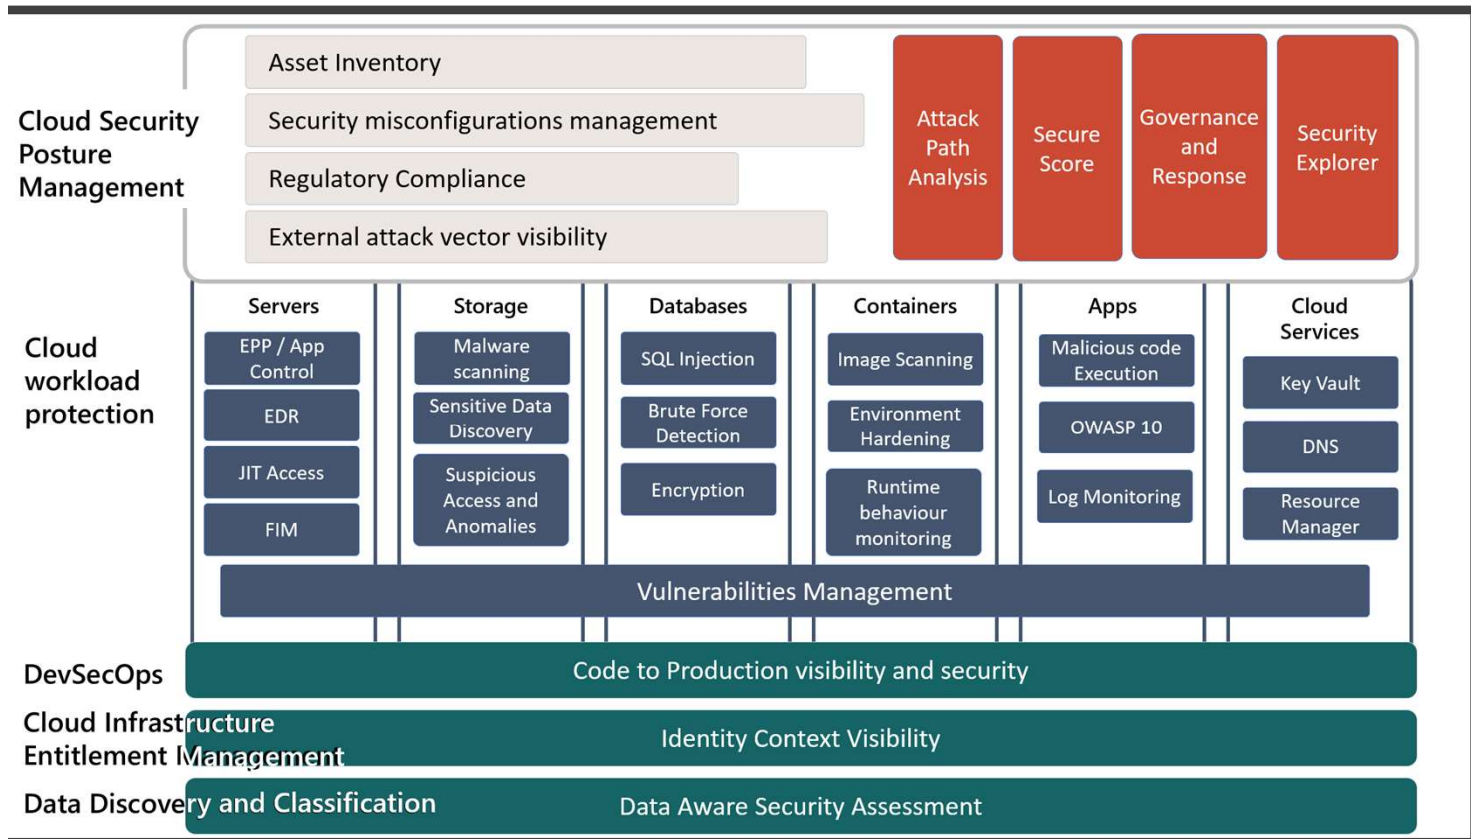 Cloud Security
Posture
Management
Asset Inventory
Security misconfigurations management
Regulatory Compliance
External attack vector visibility
Attack
Path
Analysis
Secure
Score
Governance
and
Response
Security
Explorer
Cloud
workload
protection
Servers
EPP / App
Control
EDR
JIT Access
FIM
Storage
Malware
scanning
Sensitive Data
Discovery
Suspicious
Access and
Anomalies
Databases
SQL Injection
Brute Force
Detection
Encryption
Containers
Image Scanning
Environment
Hardening
Runtime
behaviour
monitoring
Apps
Malicious code
Execution
OWASP 10
Log Monitoring
Cloud
Services
Key Vault
DNS
Resource
Manager
Vulnerabilities Management
DevSecOps
Code to Production visibility and security
Cloud Infrastructure
Entitlement Management
Identity Context Visibility
Data Discovery and Classification
Data Aware Security Assessment